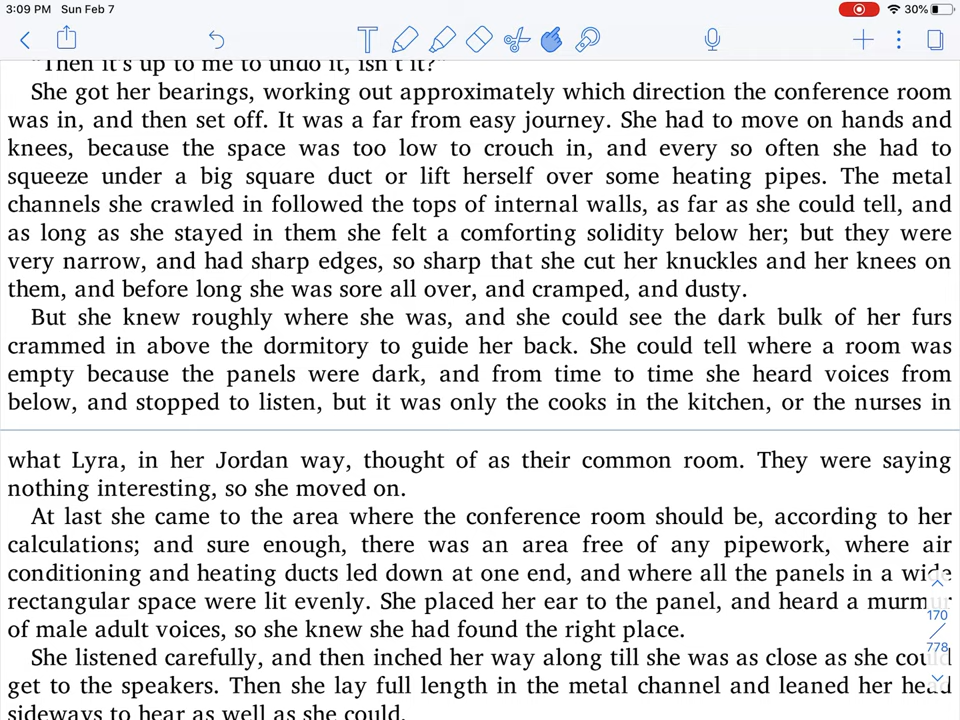 3:09 PM Sun Feb 7
30%
"Then it's up to me to undo it, isn't it?"
She got her bearings, working out approximately which direction the conference room
was in, and then set off. It was a far from easy journey. She had to move on hands and
knees, because the space was too low to crouch in, and every so often she had to
squeeze under a big square duct or lift herself over some heating pipes. The metal
channels she crawled in followed the tops of internal walls, as far as she could tell, and
as long as she stayed in them she felt a comforting solidity below her; but they were
very narrow, and had sharp edges, so sharp that she cut her knuckles and her knees on
them, and before long she was sore all over, and cramped, and dusty.
But she knew roughly where she was, and she could see the dark bulk of her furs
crammed in above the dormitory to guide her back. She could tell where a room was
empty because the panels were dark, and from time to time she heard voices from
below, and stopped to listen, but it was only the cooks in the kitchen, or the nurses in
what Lyra, in her Jordan way, thought of as their common room. They were saying
nothing interesting, so she moved on.
At last she came to the area where the conference room should be, according to her
calculations; and sure enough, there was an area free of any pipework, where air
conditioning and heating ducts led down at one end, and where all the panels in a wide
rectangular space were lit evenly. She placed her ear to the panel, and heard a murmur
of male adult voices, so she knew she had found the right place.
She listened carefully, and then inched her way along till she was as close as she could
get to the speakers. Then she lay full length in the metal channel and leaned her head
sideways to hear as well as she could.
170
778